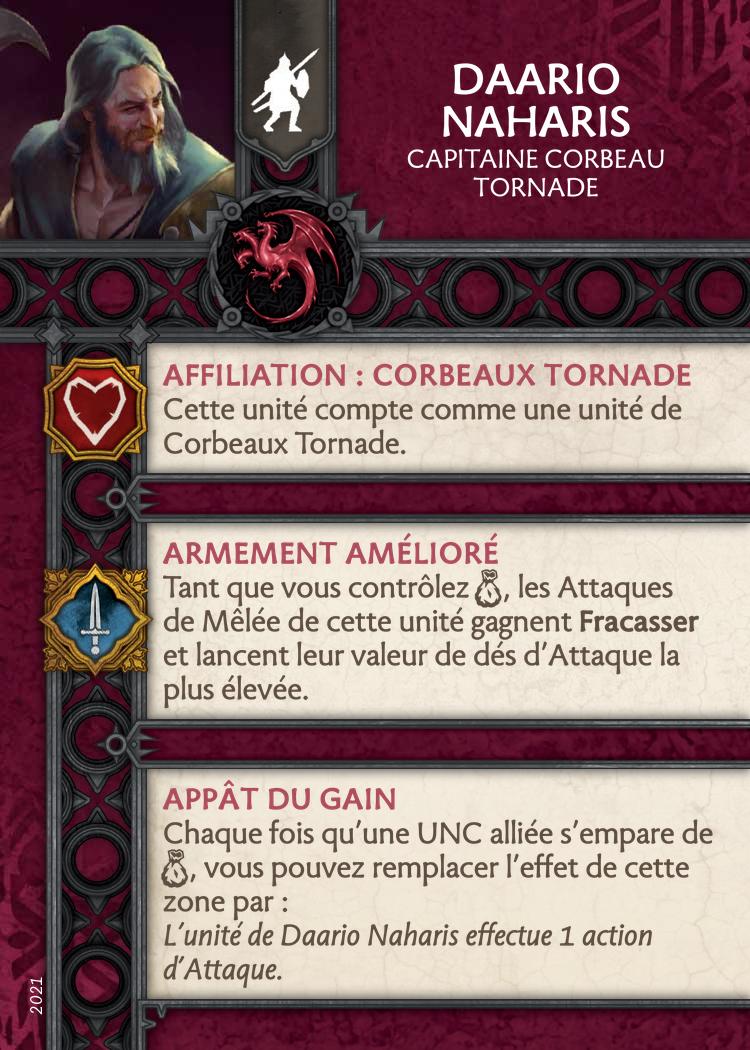 DAARIO
NAHARIS
CAPITAINE CORBEAU
TORNADE
AFFILIATION : CORBEAUX TORNADE
Cette unité compte comme une unité de
Corbeaux Tornade.
ARMEMENT AMÉLIORÉ
Tant que vous contrôlez , les Attaques
de Mêlée de cette unité gagnent Fracasser
et lancent leur valeur de dés d’Attaque la
plus élevée.
APPÂT DU GAIN
Chaque fois qu’une UNC alliée s’empare de
, vous pouvez remplacer l’effet de cette
zone par :
L’unité de Daario Naharis effectue 1 action
d’Attaque.
2021